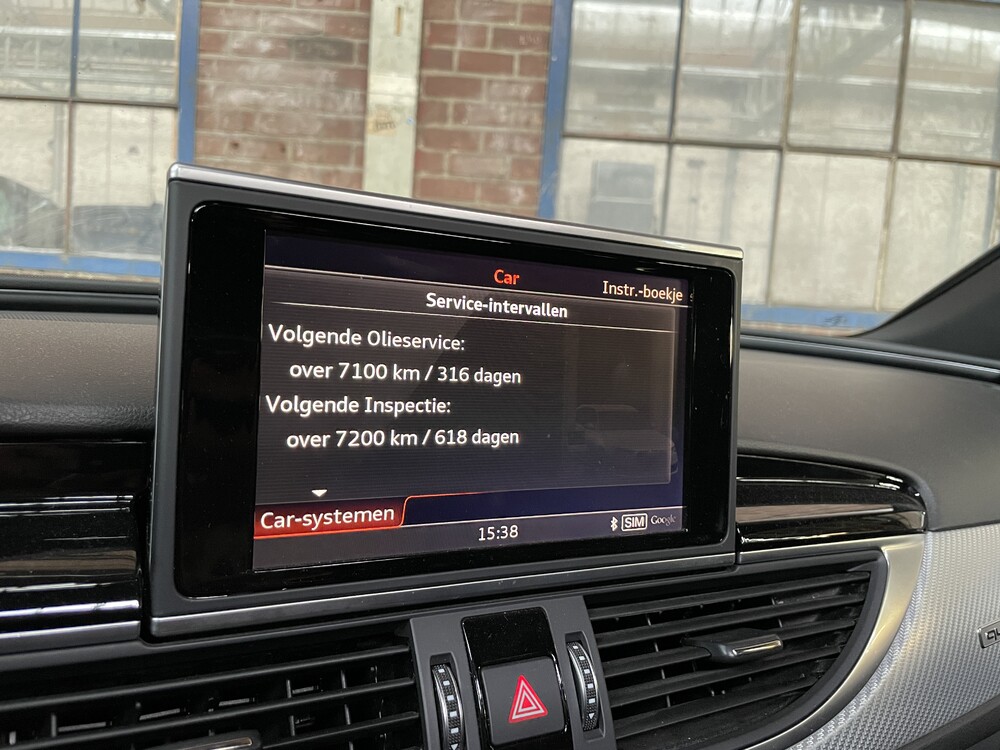 Car
Instr.-boekje
Service-intervallen
Volgende Olieservice:
over 7100 km / 316 dagen
Volgende Inspectie:
over 7200 km / 618 dagen
Car-systemen
15:38
SIM
Google